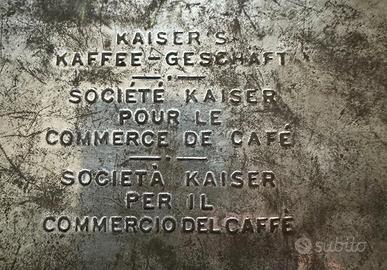 KAISER'S
KAFFEE-GESCHÄFT
SOCIÉTÉ KAISER
POUR LE
COMMERCE DE CAFÉ
SOCIETÀ KAISER
PER IL
COMMERCIO DEL CAFFÈ
subito